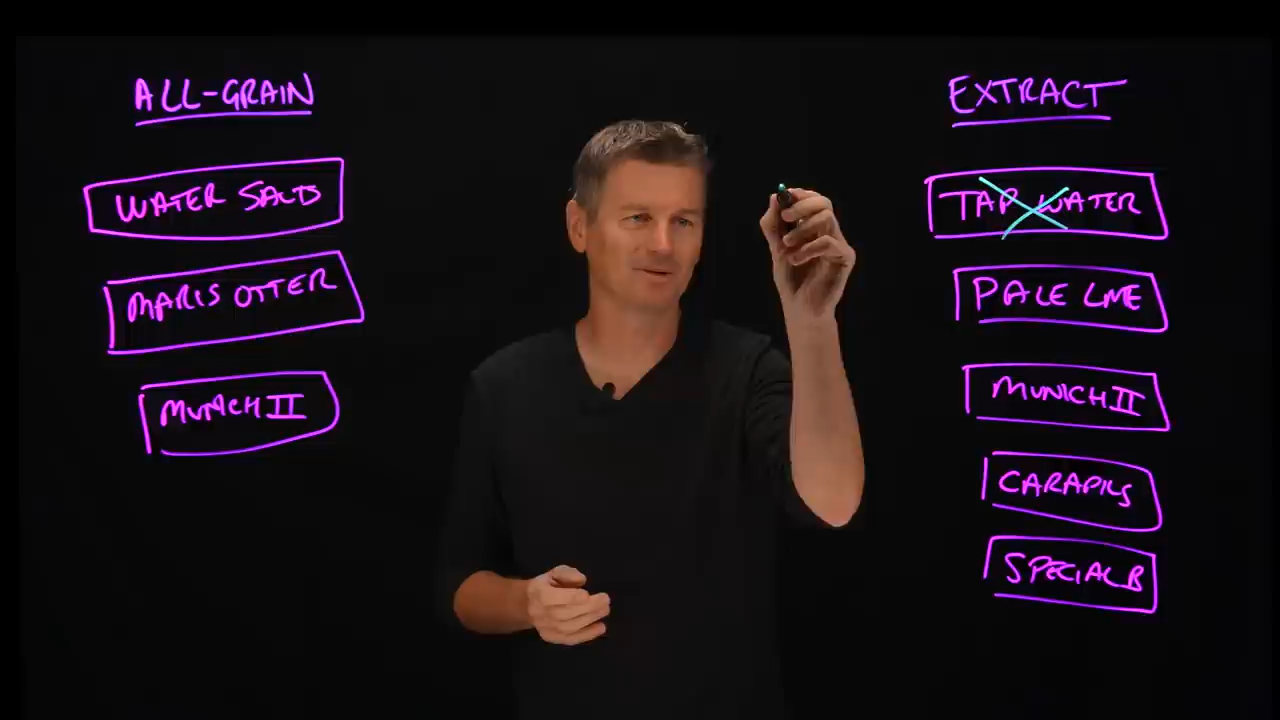 ALL-GRAIN
WATER SALTS
MARIS OTTER
MUNICH II
EXTRACT
TAP WATER
PALE LME
MUNICH II
CARAPILS
SPECIAL B